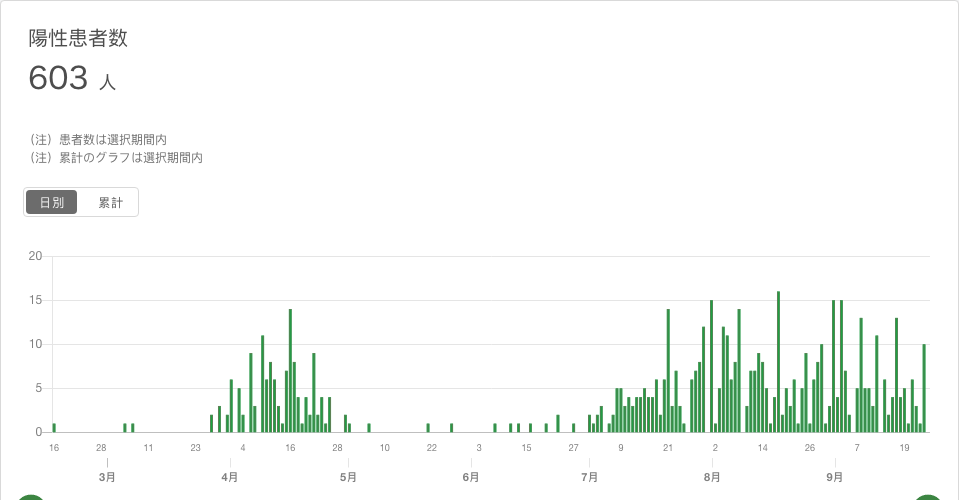 陽性患者数
603 人
（注）患者数は選択期間内
（注）累計のグラフは選択期間内
日別 累計
20
15
10
5
0
16 28 11 23 4 16 28 10 22 3 15 27 9 21 2 14 26 7 19
3月 4月 5月 6月 7月 8月 9月